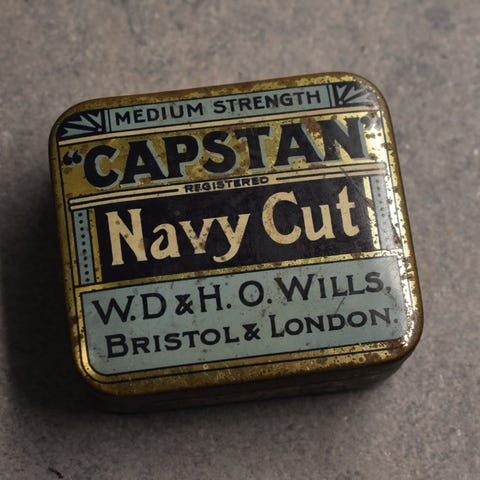 MEDIUM STRENGTH
"CAPSTAN"
REGISTERED
Navy Cut
W.D & H.O. WILLS,
BRISTOL & LONDON.